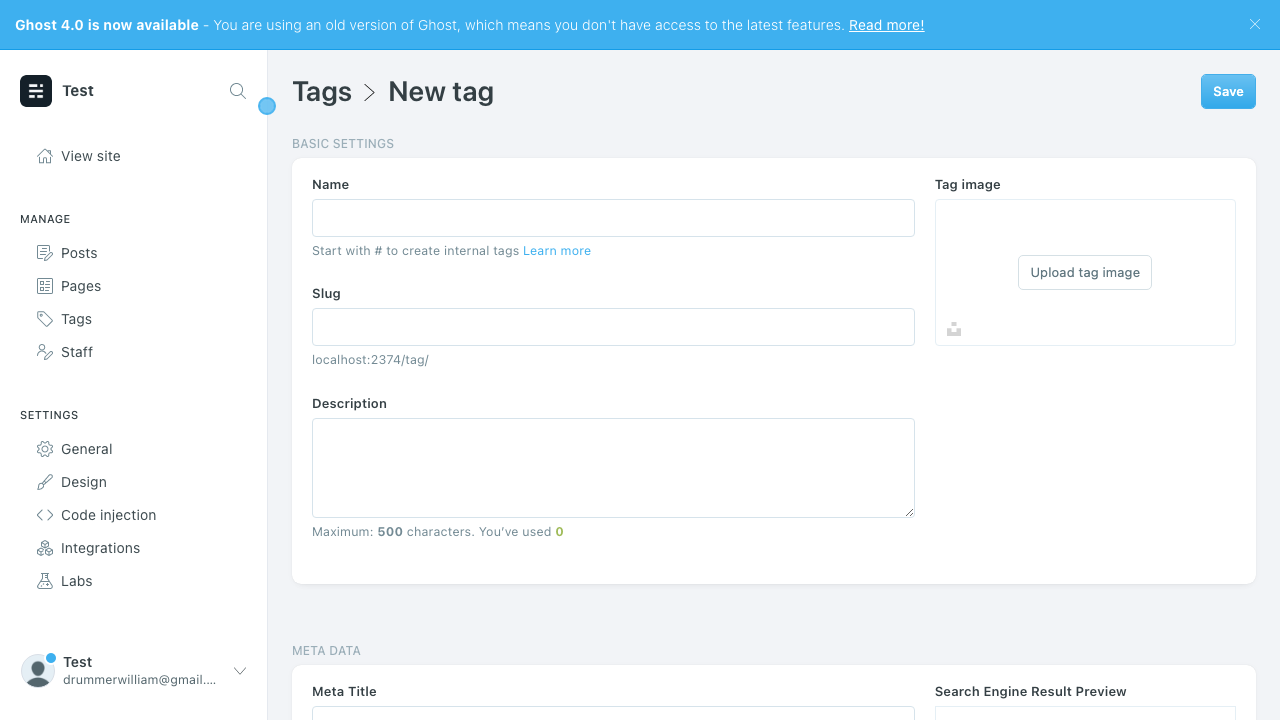 Ghost 4.0 is now available - You are using an old version of Ghost, which means you don't have access to the latest features. Read more!
Test
Tags > New tag
Save
View site
MANAGE
Posts
Pages
Tags
Staff
SETTINGS
General
Design
Code injection
Integrations
Labs
Test
drummerwilliam@gmail....
BASIC SETTINGS
Name
Start with # to create internal tags Learn more
Slug
localhost:2374/tag/
Description
Maximum: 500 characters. You’ve used 0
Tag image
Upload tag image
META DATA
Meta Title
Search Engine Result Preview